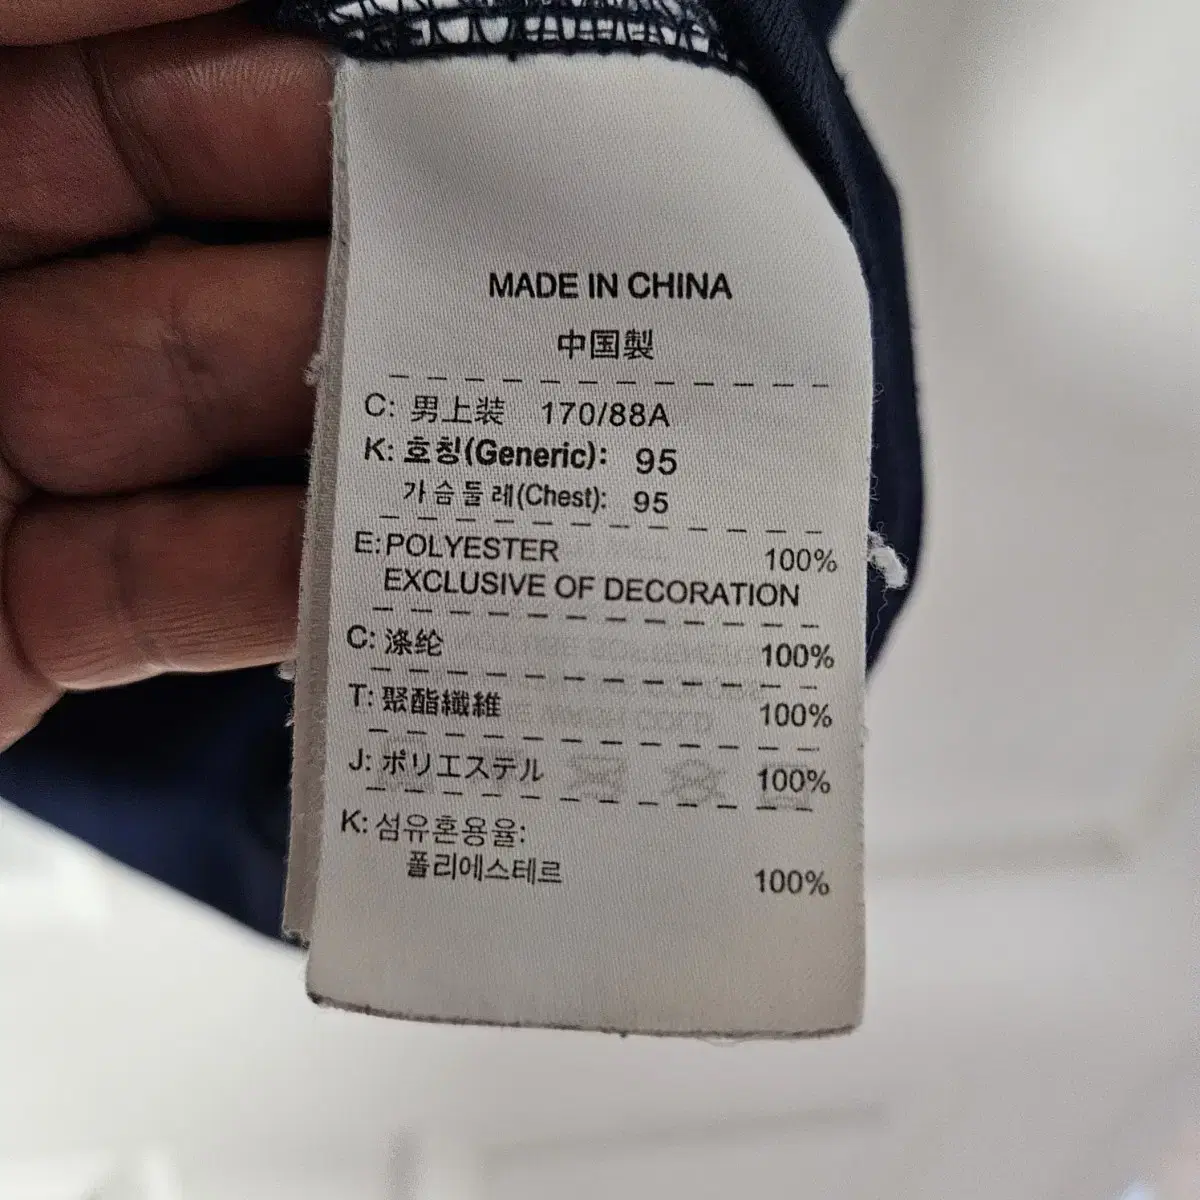 MADE IN CHINA
中国製
C: 男上装 170/88A
K: 호칭(Generic): 95
가슴둘레(Chest): 95
E: POLYESTER 100%
EXCLUSIVE OF DECORATION
C: 涤纶 100%
T: 聚酯纖維 100%
J: ポリエステル 100%
K: 섬유혼용율:
폴리에스테르 100%